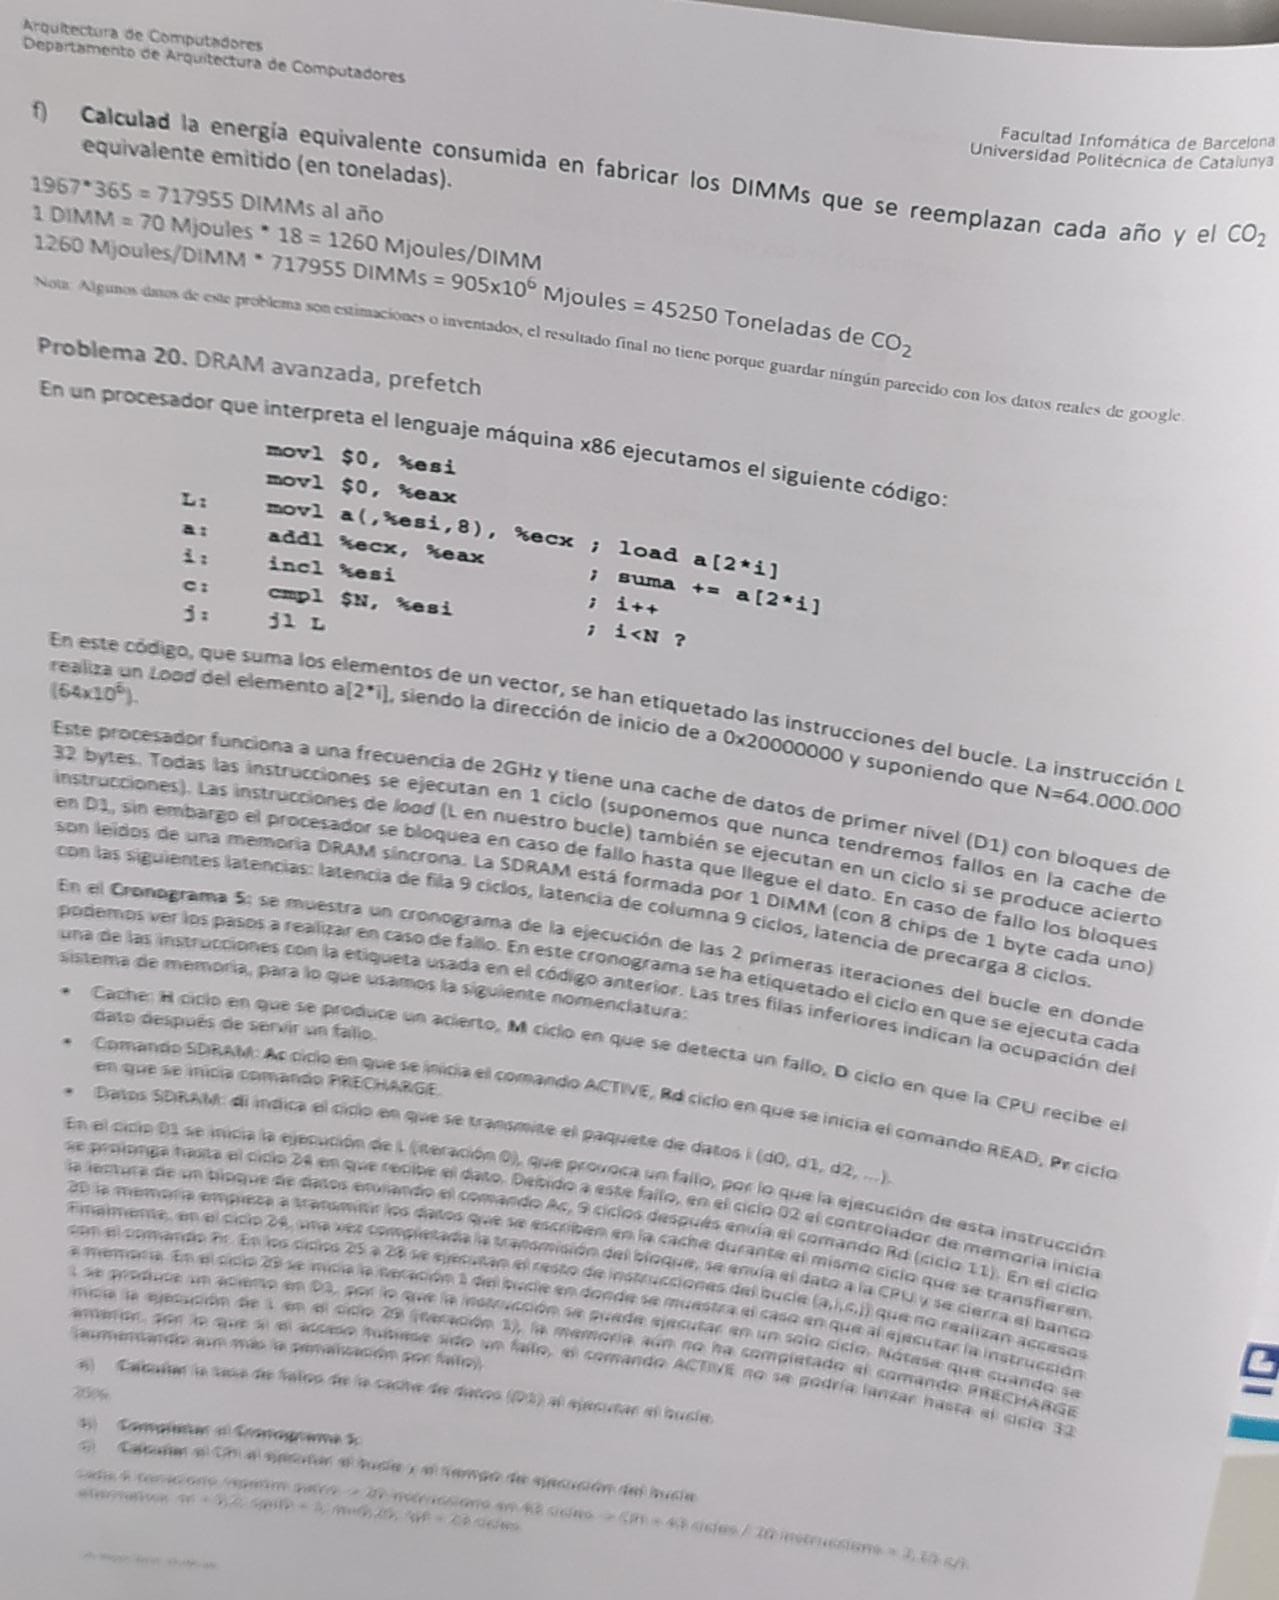 Arquitectura de Computadores
Departamento de Arquitectura de Computadores
Facultad Infomática de Barcelona
Universidad Politécnica de Catalunya
f) Calculad la energía equivalente consumida en fabricar los DIMMs que se reemplazan cada año y el CO2
equivalente emitido (en toneladas).
1967*365 = 717955 DIMMs al año
1 DIMM = 70 Mjoules * 18 = 1260 Mjoules/DIMM
1260 Mjoules/DIMM * 717955 DIMMs = 905x10^6 Mjoules = 45250 Toneladas de CO2
Nota: Algunos datos de este problema son estimaciones o inventados, el resultado final no tiene porque guardar ningún parecido con los datos reales de google.
Problema 20. DRAM avanzada, prefetch
En un procesador que interpreta el lenguaje máquina x86 ejecutamos el siguiente código:
movl $0, %esi
movl $0, %eax
L: movl a(,%esi,8), %ecx ; load a[2*i]
a: addl %ecx, %eax ; suma += a[2*i]
i: incl %esi ; i++
c: cmpl $N, %esi ; i<N ?
j: jl L
En este código, que suma los elementos de un vector, se han etiquetado las instrucciones del bucle. La instrucción L
realiza un Load del elemento a[2*i], siendo la dirección de inicio de a 0x20000000 y suponiendo que N=64.000.000
(64x10^6).
Este procesador funciona a una frecuencia de 2GHz y tiene una cache de datos de primer nivel (D1) con bloques de
32 bytes. Todas las instrucciones se ejecutan en 1 ciclo (suponemos que nunca tendremos fallos en la cache de
instrucciones). Las instrucciones de load (L en nuestro bucle) también se ejecutan en un ciclo si se produce acierto
en D1, sin embargo el procesador se bloquea en caso de fallo hasta que llegue el dato. En caso de fallo los bloques
son leídos de una memoria DRAM síncrona. La SDRAM está formada por 1 DIMM (con 8 chips de 1 byte cada uno)
con las siguientes latencias: latencia de fila 9 ciclos, latencia de columna 9 ciclos, latencia de precarga 8 ciclos.
En el Cronograma 5: se muestra un cronograma de la ejecución de las 2 primeras iteraciones del bucle en donde
podemos ver los pasos a realizar en caso de fallo. En este cronograma se ha etiquetado el ciclo en que se ejecuta cada
una de las instrucciones con la etiqueta usada en el código anterior. Las tres filas inferiores indican la ocupación del
sistema de memoria, para lo que usamos la siguiente nomenclatura:
• Cache: H ciclo en que se produce un acierto, M ciclo en que se detecta un fallo, D ciclo en que la CPU recibe el
dato después de servir un fallo.
• Comando SDRAM: Ac ciclo en que se inicia el comando ACTIVE, Rd ciclo en que se inicia el comando READ, Pr ciclo
en que se inicia comando PRECHARGE.
• Datos SDRAM: di indica el ciclo en que se transmite el paquete de datos i (d0, d1, d2, ...).
En el ciclo 01 se inicia la ejecución de L (iteración 0), que provoca un fallo, por lo que la ejecución de esta instrucción
se prolonga hasta el ciclo 24 en que recibe el dato. Debido a este fallo, en el ciclo 02 el controlador de memoria inicia
la lectura de un bloque de datos enviando el comando Ac, 9 ciclos después envía el comando Rd (ciclo 11). En el ciclo
20 la memoria empieza a transmitir los datos que se escriben en la cache durante el mismo ciclo que se transfieren.
Finalmente, en el ciclo 24, una vez completada la transmisión del bloque, se envía el dato a la CPU y se cierra el banco
con el comando Pr. En los ciclos 25 a 28 se ejecutan el resto de instrucciones del bucle (a,i,c,j) que no realizan accesos
a memoria. En el ciclo 29 se inicia la iteración 1 del bucle en donde se muestra el caso en que al ejecutar la instrucción
L se produce un acierto en D1, por lo que la instrucción se puede ejecutar en un solo ciclo. Nótese que cuando se
inicia la ejecución de L en el ciclo 29 (iteración 1), la memoria aún no ha completado el comando PRECHARGE
anterior, por lo que si el acceso hubiese sido un fallo, el comando ACTIVE no se podría lanzar hasta el ciclo 32
(aumentando aun más la penalización por fallo).
a) Calcular la tasa de fallos de la cache de datos (D1) al ejecutar el bucle.
25%
b) Completar el Cronograma 5:
c) Calcular el CPI al ejecutar el bucle y el tiempo de ejecución del bucle